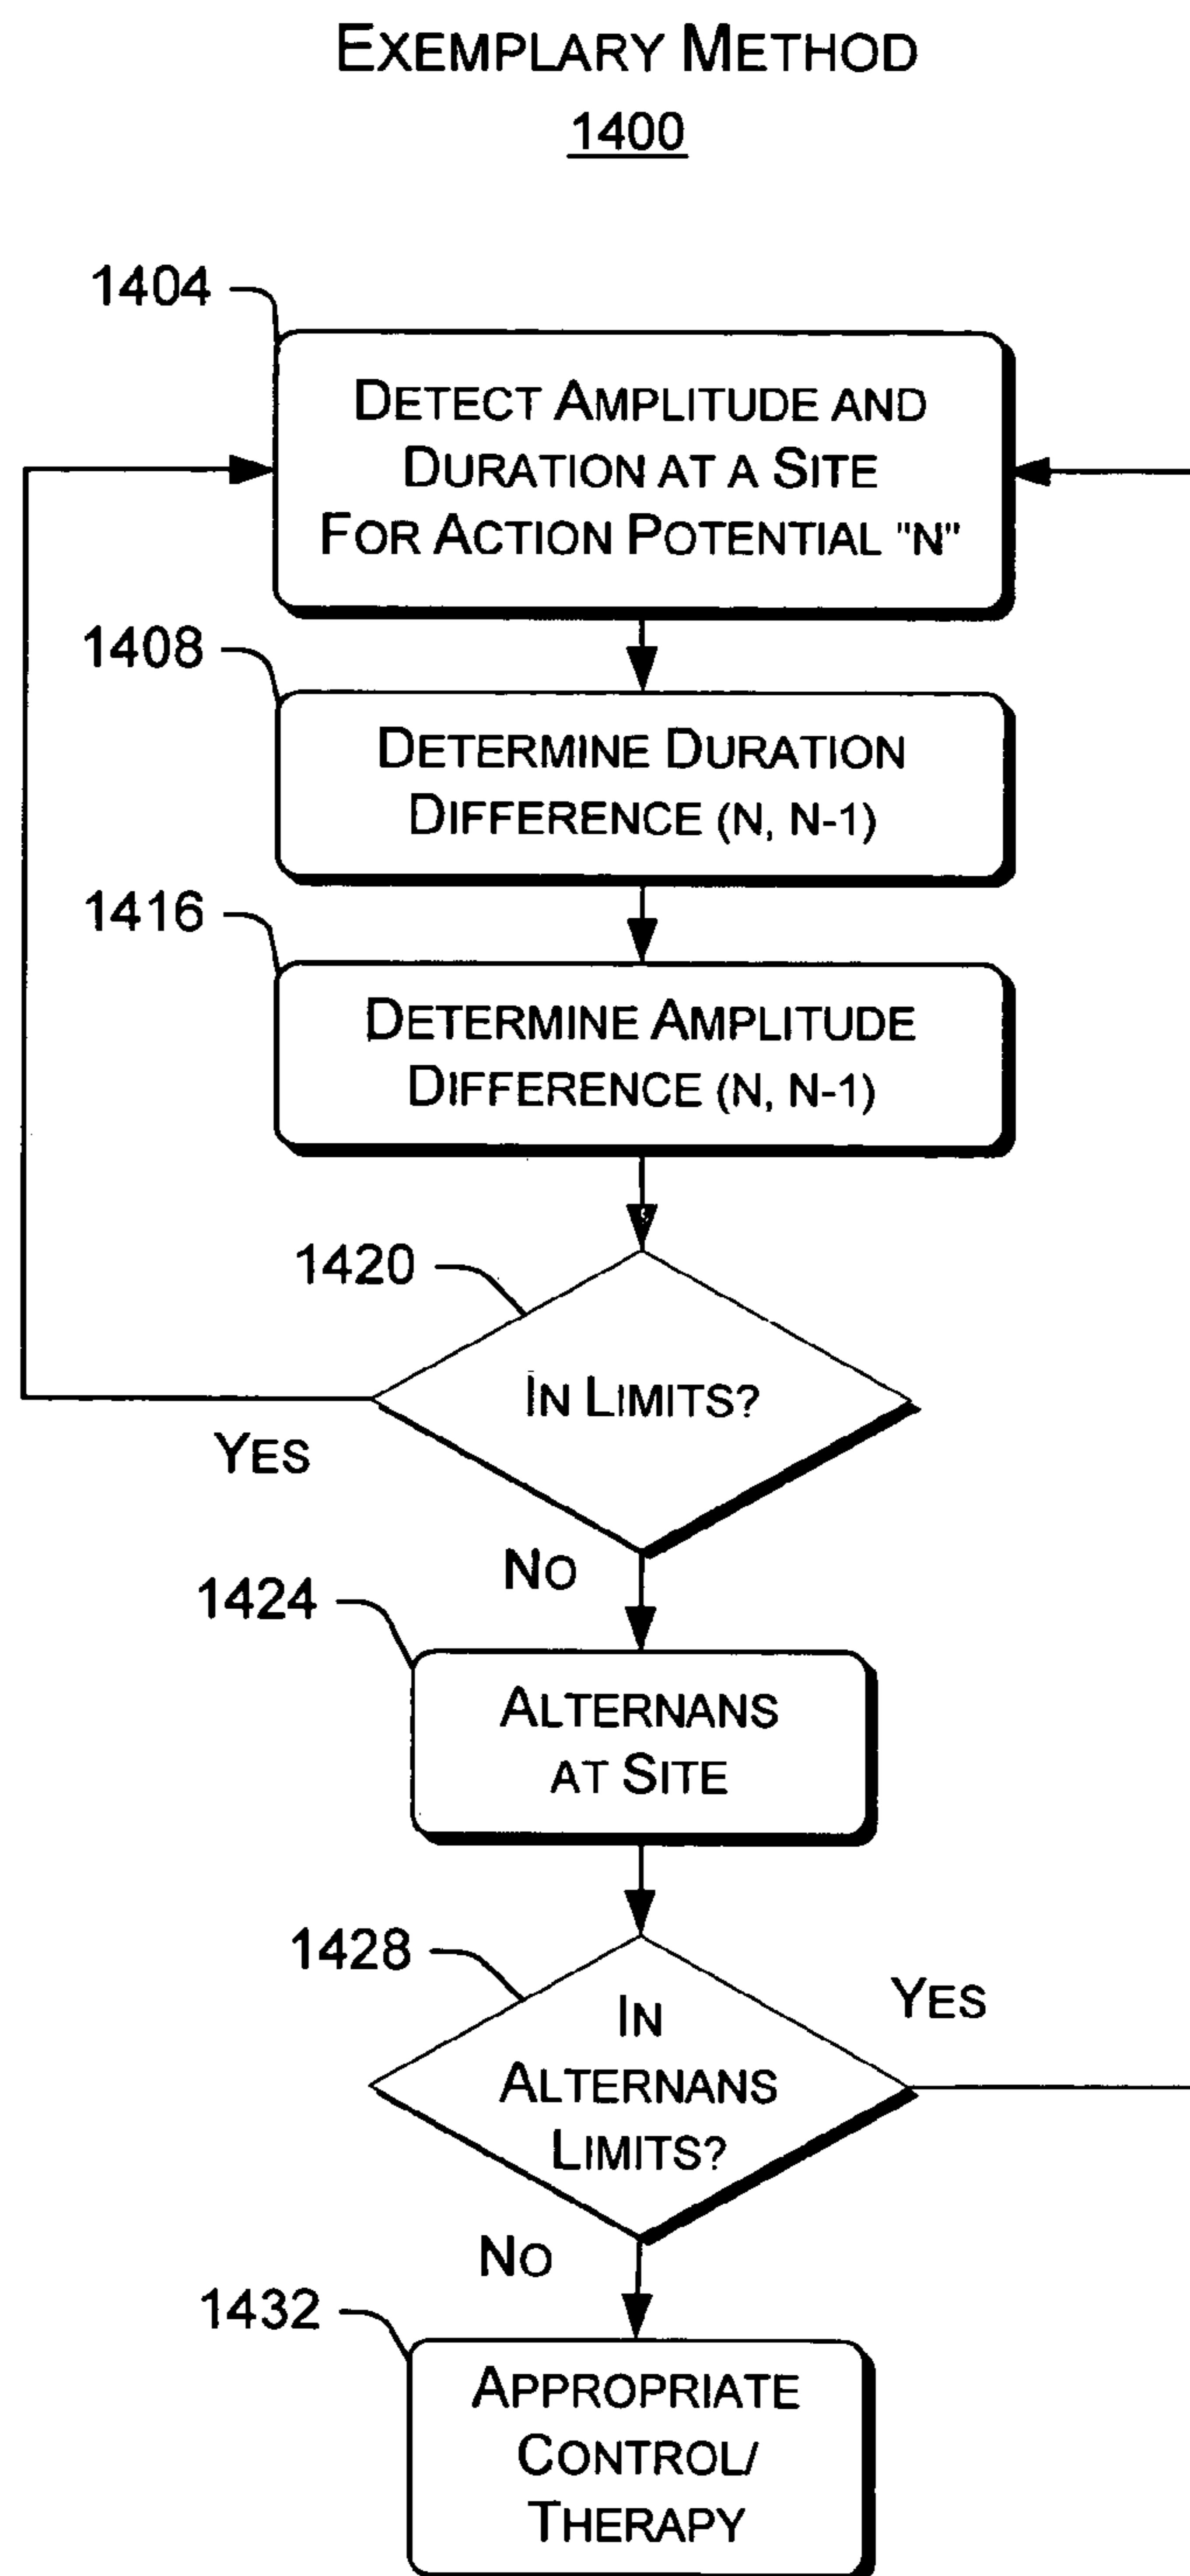 EXEMPLARY METHOD
1400
1404
DETECT AMPLITUDE AND
DURATION AT A SITE
FOR ACTION POTENTIAL "N"
1408
DETERMINE DURATION
DIFFERENCE (N, N-1)
1416
DETERMINE AMPLITUDE
DIFFERENCE (N, N-1)
1420
IN LIMITS?
YES
NO
1424
ALTERNANS
AT SITE
1428
IN
ALTERNANS
LIMITS?
YES
NO
1432
APPROPRIATE
CONTROL/
THERAPY